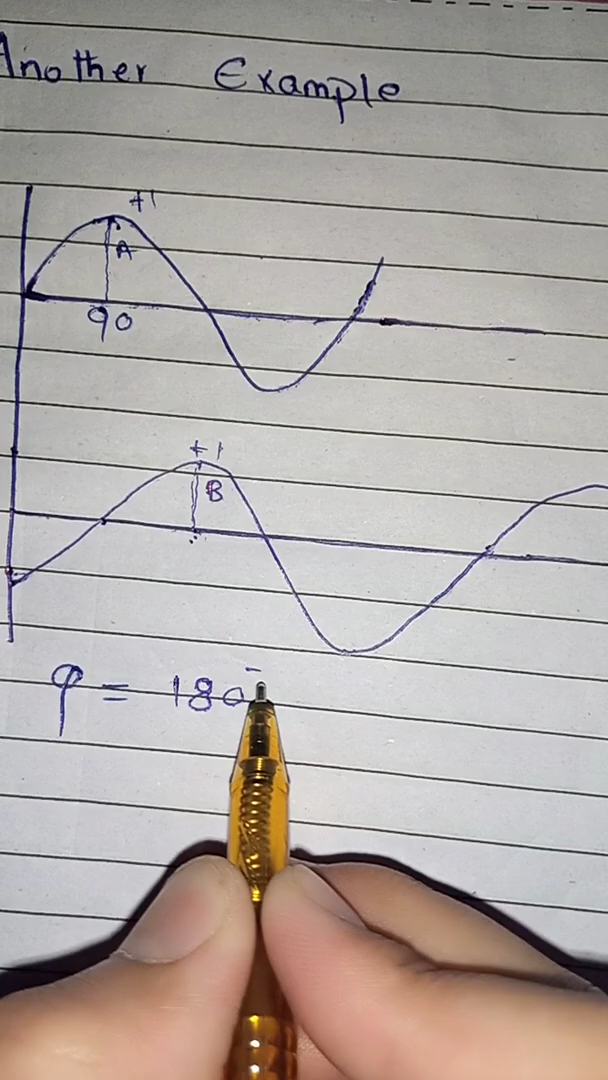 Another Example
+1
A
90
+1
B
φ = 180